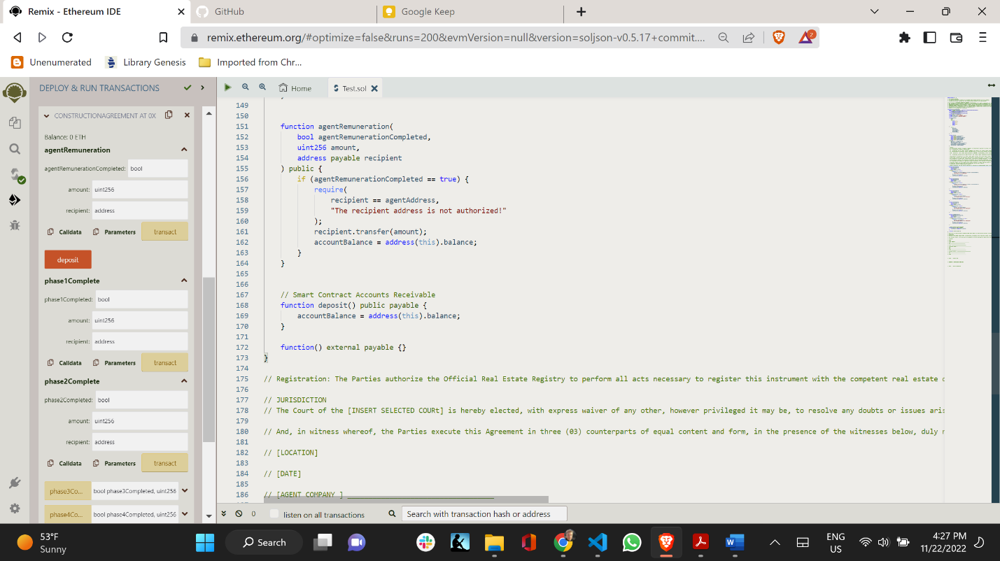 Remix - Ethereum IDE
GitHub
Google Keep
remix.ethereum.org/#optimize=false&runs=200&evmVersion=null&version=soljson-v0.5.17+commit....
2
Unenumerated
Library Genesis
Imported from Chr...
DEPLOY & RUN TRANSACTIONS
CONSTRUCTIONAGREEMENT AT 0X
Balance: 0 ETH
agentRemuneration
agentRemunerationCompleted: bool
amount: uint256
recipient: address
Calldata Parameters transact
deposit
phase1Complete
phase1Completed: bool
amount: uint256
recipient: address
Calldata Parameters transact
phase2Complete
phase2Completed: bool
amount: uint256
recipient: address
Calldata Parameters transact
phase3Co... bool phase3Completed, uint256
phase4Co... bool phase4Completed, uint256
Home
Test.sol
149
150
151 function agentRemuneration(
152 bool agentRemunerationCompleted,
153 uint256 amount,
154 address payable recipient
155 ) public {
156 if (agentRemunerationCompleted == true) {
157 require(
158 recipient == agentAddress,
159 "The recipient address is not authorized!"
160 );
161 recipient.transfer(amount);
162 accountBalance = address(this).balance;
163 }
164 }
165
166
167 // Smart Contract Accounts Receivable
168 function deposit() public payable {
169 accountBalance = address(this).balance;
170 }
171
172 function() external payable {}
173 }
174
175 // Registration: The Parties authorize the Official Real Estate Registry to perform all acts necessary to register this instrument with the competent real estate
176
177 // JURISDICTION
178 // The Court of the [INSERT SELECTED COURt] is hereby elected, with express waiver of any other, however privileged it may be, to resolve any doubts or issues aris
179
180 // And, in witness whereof, the Parties execute this Agreement in three (03) counterparts of equal content and form, in the presence of the witnesses below, duly
181
182 // [LOCATION]
183
184 // [DATE]
185
186 // [AGENT COMPANY ] ________________________________
0
listen on all transactions
Search with transaction hash or address
53°F
Sunny
Search
ENG
US
4:27 PM
11/22/2022